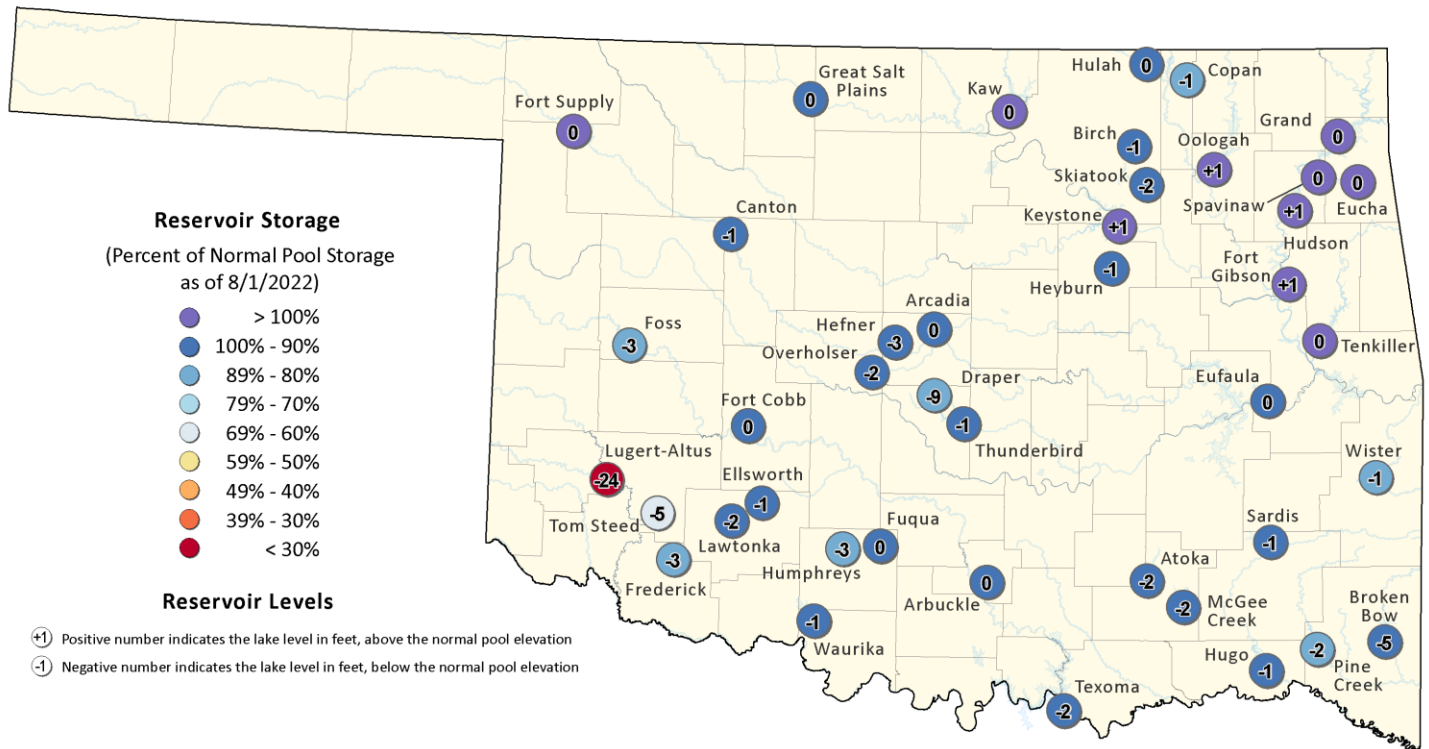 Reservoir Storage
(Percent of Normal Pool Storage
as of 8/1/2022)
> 100%
100% - 90%
89% - 80%
79% - 70%
69% - 60%
59% - 50%
49% - 40%
39% - 30%
< 30%
Reservoir Levels
+1 Positive number indicates the lake level in feet, above the normal pool elevation
-1 Negative number indicates the lake level in feet, below the normal pool elevation
Fort Supply
0
Great Salt
Plains
0
Kaw
0
Hulah
0
Copan
-1
Birch
-1
Skiatook
-2
Oologah
+1
Grand
0
Spavinaw
0
Eucha
0
Hudson
+1
Keystone
+1
Heyburn
-1
Fort
Gibson
+1
Tenkiller
0
Canton
-1
Foss
-3
Hefner
-3
Arcadia
0
Overholser
-2
Draper
-9
Thunderbird
-1
Eufaula
0
Wister
-1
Fort Cobb
0
Lugert-Altus
-24
Tom Steed
-5
Ellsworth
-1
Lawtonka
-2
Frederick
-3
Humphreys
-3
Fuqua
0
Waurika
-1
Arbuckle
0
Texoma
-2
Atoka
-2
McGee
Creek
-2
Sardis
-1
Hugo
-1
Pine
Creek
-2
Broken
Bow
-5